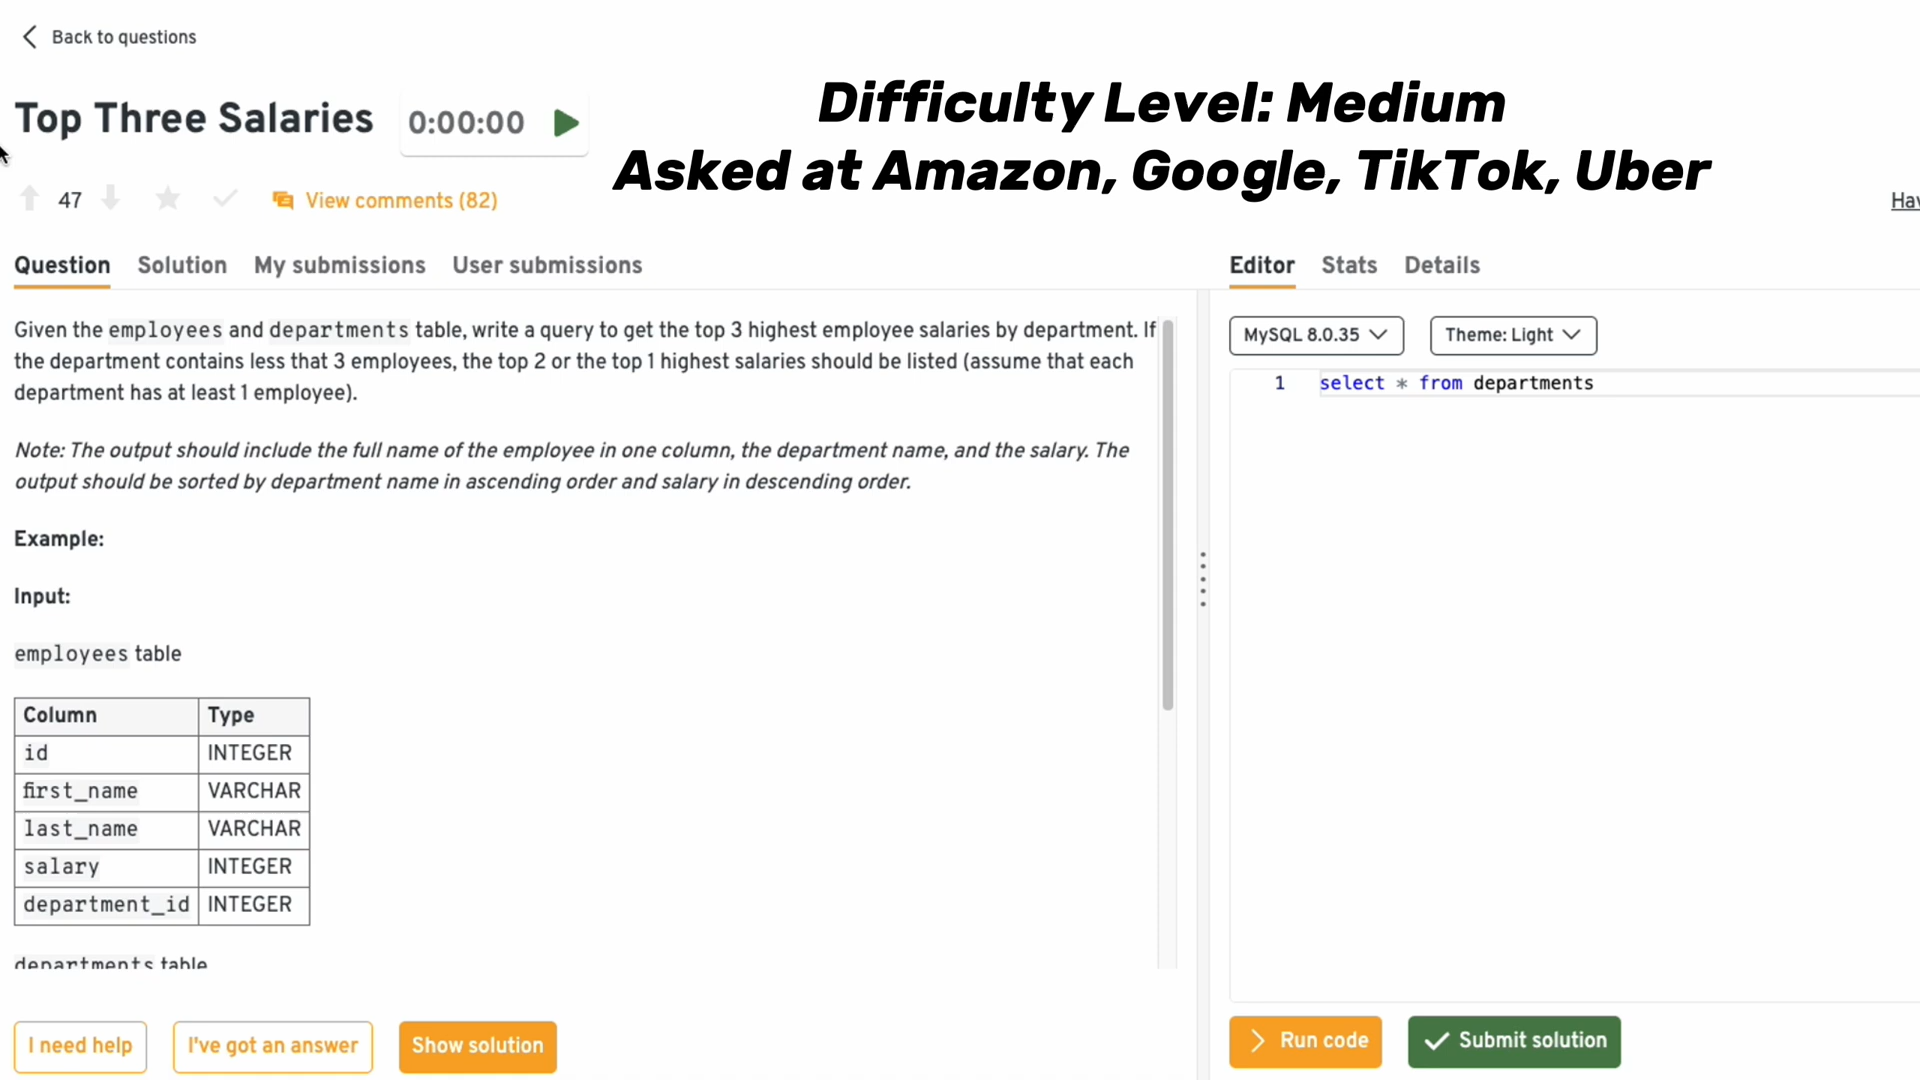 Back to questions
Top Three Salaries
0:00:00
Difficulty Level: Medium
Asked at Amazon, Google, TikTok, Uber
47
View comments (82)
Question Solution My submissions User submissions
Given the employees and departments table, write a query to get the top 3 highest employee salaries by department. If
the department contains less that 3 employees, the top 2 or the top 1 highest salaries should be listed (assume that each
department has at least 1 employee).
Note: The output should include the full name of the employee in one column, the department name, and the salary. The
output should be sorted by department name in ascending order and salary in descending order.
Example:
Input:
employees table
Column Type
id INTEGER
first_name VARCHAR
last_name VARCHAR
salary INTEGER
department_id INTEGER
departments table
I need help
I've got an answer
Show solution
Editor Stats Details
MySQL 8.0.35
Theme: Light
1 select * from departments
Run code
Submit solution